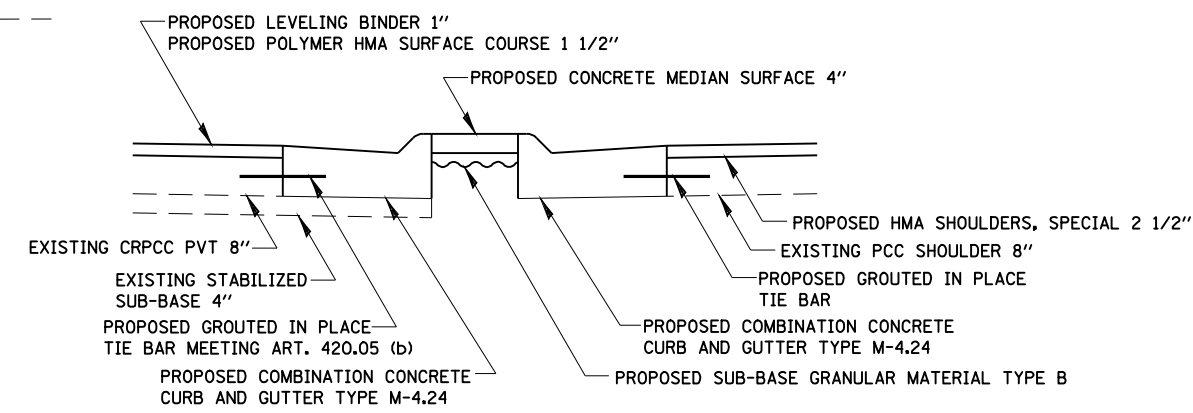 PROPOSED LEVELING BINDER 1"
PROPOSED POLYMER HMA SURFACE COURSE 1 1/2"
PROPOSED CONCRETE MEDIAN SURFACE 4"
PROPOSED HMA SHOULDERS, SPECIAL 2 1/2"
EXISTING CRPCC PVT 8"
EXISTING PCC SHOULDER 8"
EXISTING STABILIZED
SUB-BASE 4"
PROPOSED GROUTED IN PLACE
TIE BAR
PROPOSED GROUTED IN PLACE
TIE BAR MEETING ART. 420.05 (b)
PROPOSED COMBINATION CONCRETE
CURB AND GUTTER TYPE M-4.24
PROPOSED COMBINATION CONCRETE
CURB AND GUTTER TYPE M-4.24
PROPOSED SUB-BASE GRANULAR MATERIAL TYPE B